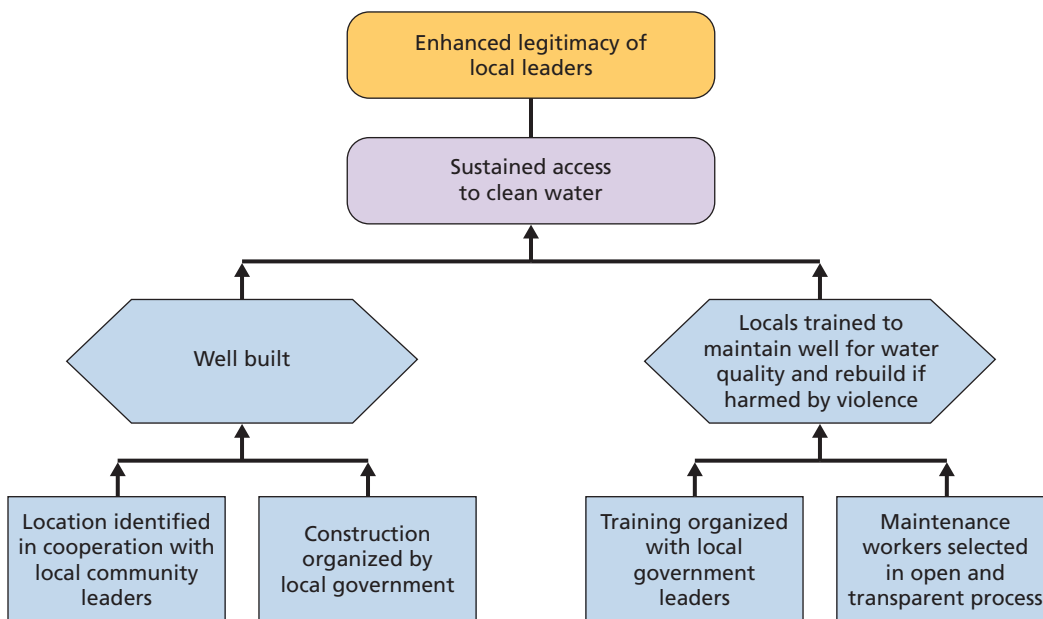 Enhanced legitimacy of
local leaders
Sustained access
to clean water
Well built
Locals trained to
maintain well for water
quality and rebuild if
harmed by violence
Location identified
in cooperation with
local community
leaders
Construction
organized by
local government
Training organized
with local
government
leaders
Maintenance
workers selected
in open and
transparent process